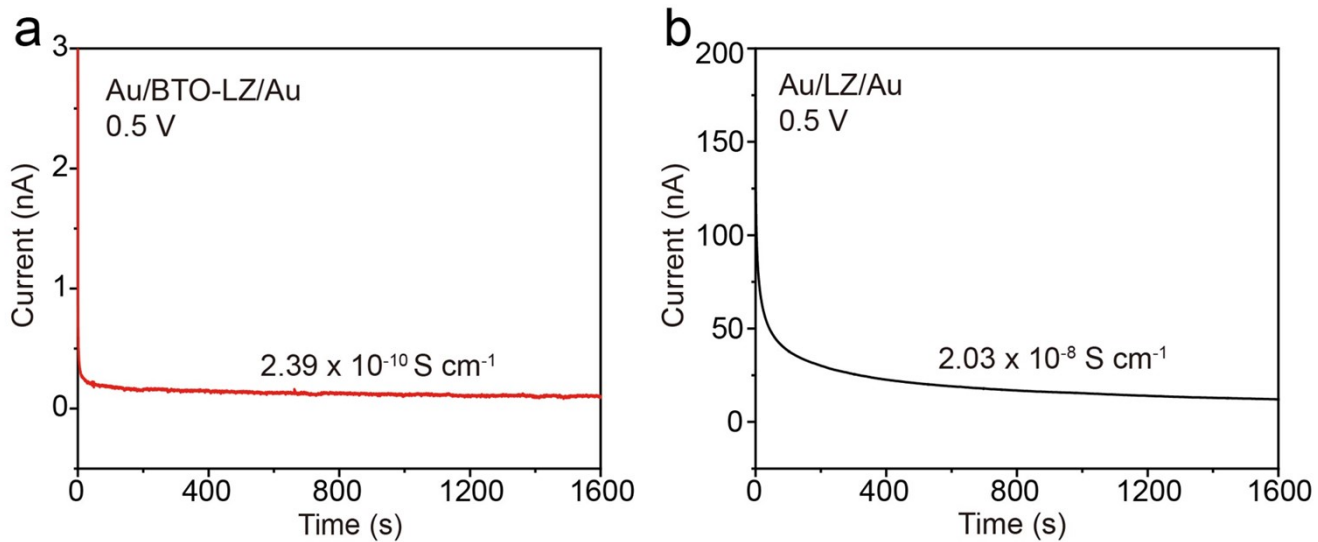 a
3
2
1
0
Current (nA)
Au/BTO-LZ/Au
0.5 V
2.39 x 10⁻¹⁰ S cm⁻¹
0 400 800 1200 1600
Time (s)
b
200
150
100
50
0
Current (nA)
Au/LZ/Au
0.5 V
2.03 x 10⁻⁸ S cm⁻¹
0 400 800 1200 1600
Time (s)